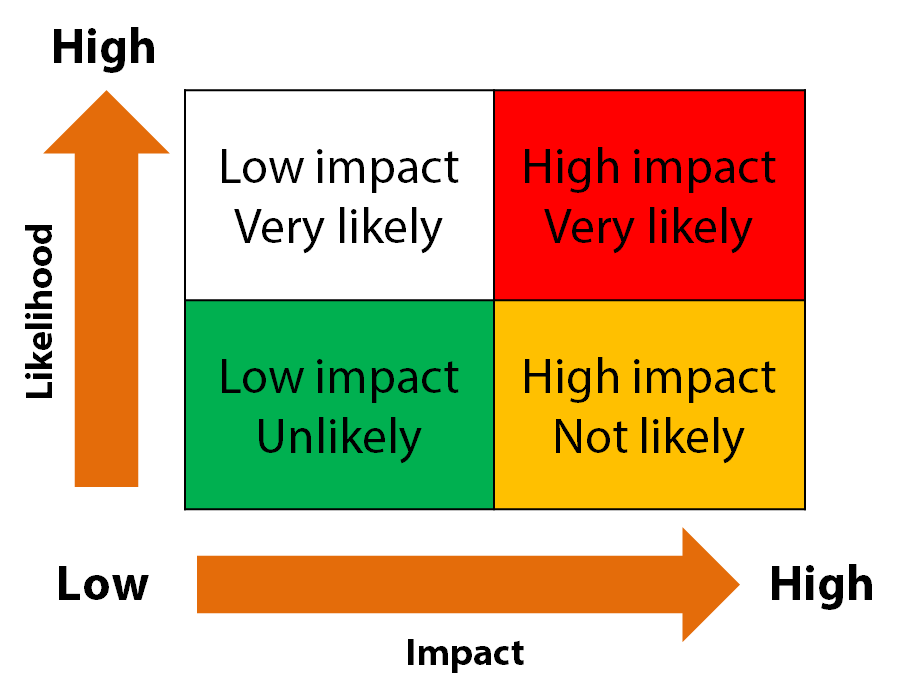 High
Low impact
Very likely
High impact
Very likely
Likelihood
Low impact
Unlikely
High impact
Not likely
Low
High
Impact